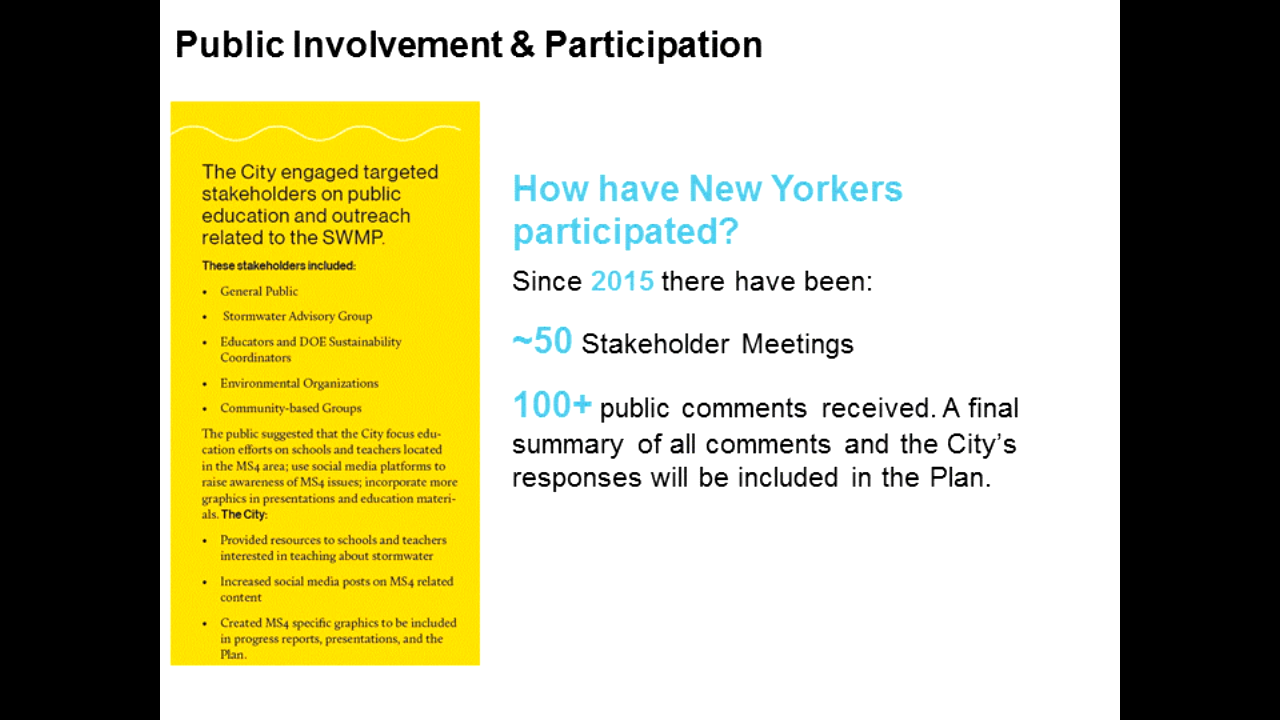 Public Involvement & Participation
The City engaged targeted
stakeholders on public
education and outreach
related to the SWMP.
These stakeholders included:
• General Public
• Stormwater Advisory Group
• Educators and DOE Sustainability
Coordinators
• Environmental Organizations
• Community-based Groups
The public suggested that the City focus edu-
cation efforts on schools and teachers located
in the MS4 area; use social media platforms to
raise awareness of MS4 issues; incorporate more
graphics in presentations and education materi-
als. The City:
• Provided resources to schools and teachers
interested in teaching about stormwater
• Increased social media posts on MS4 related
content
• Created MS4 specific graphics to be included
in progress reports, presentations, and the
Plan.
How have New Yorkers
participated?
Since 2015 there have been:
~50 Stakeholder Meetings
100+ public comments received. A final
summary of all comments and the City’s
responses will be included in the Plan.